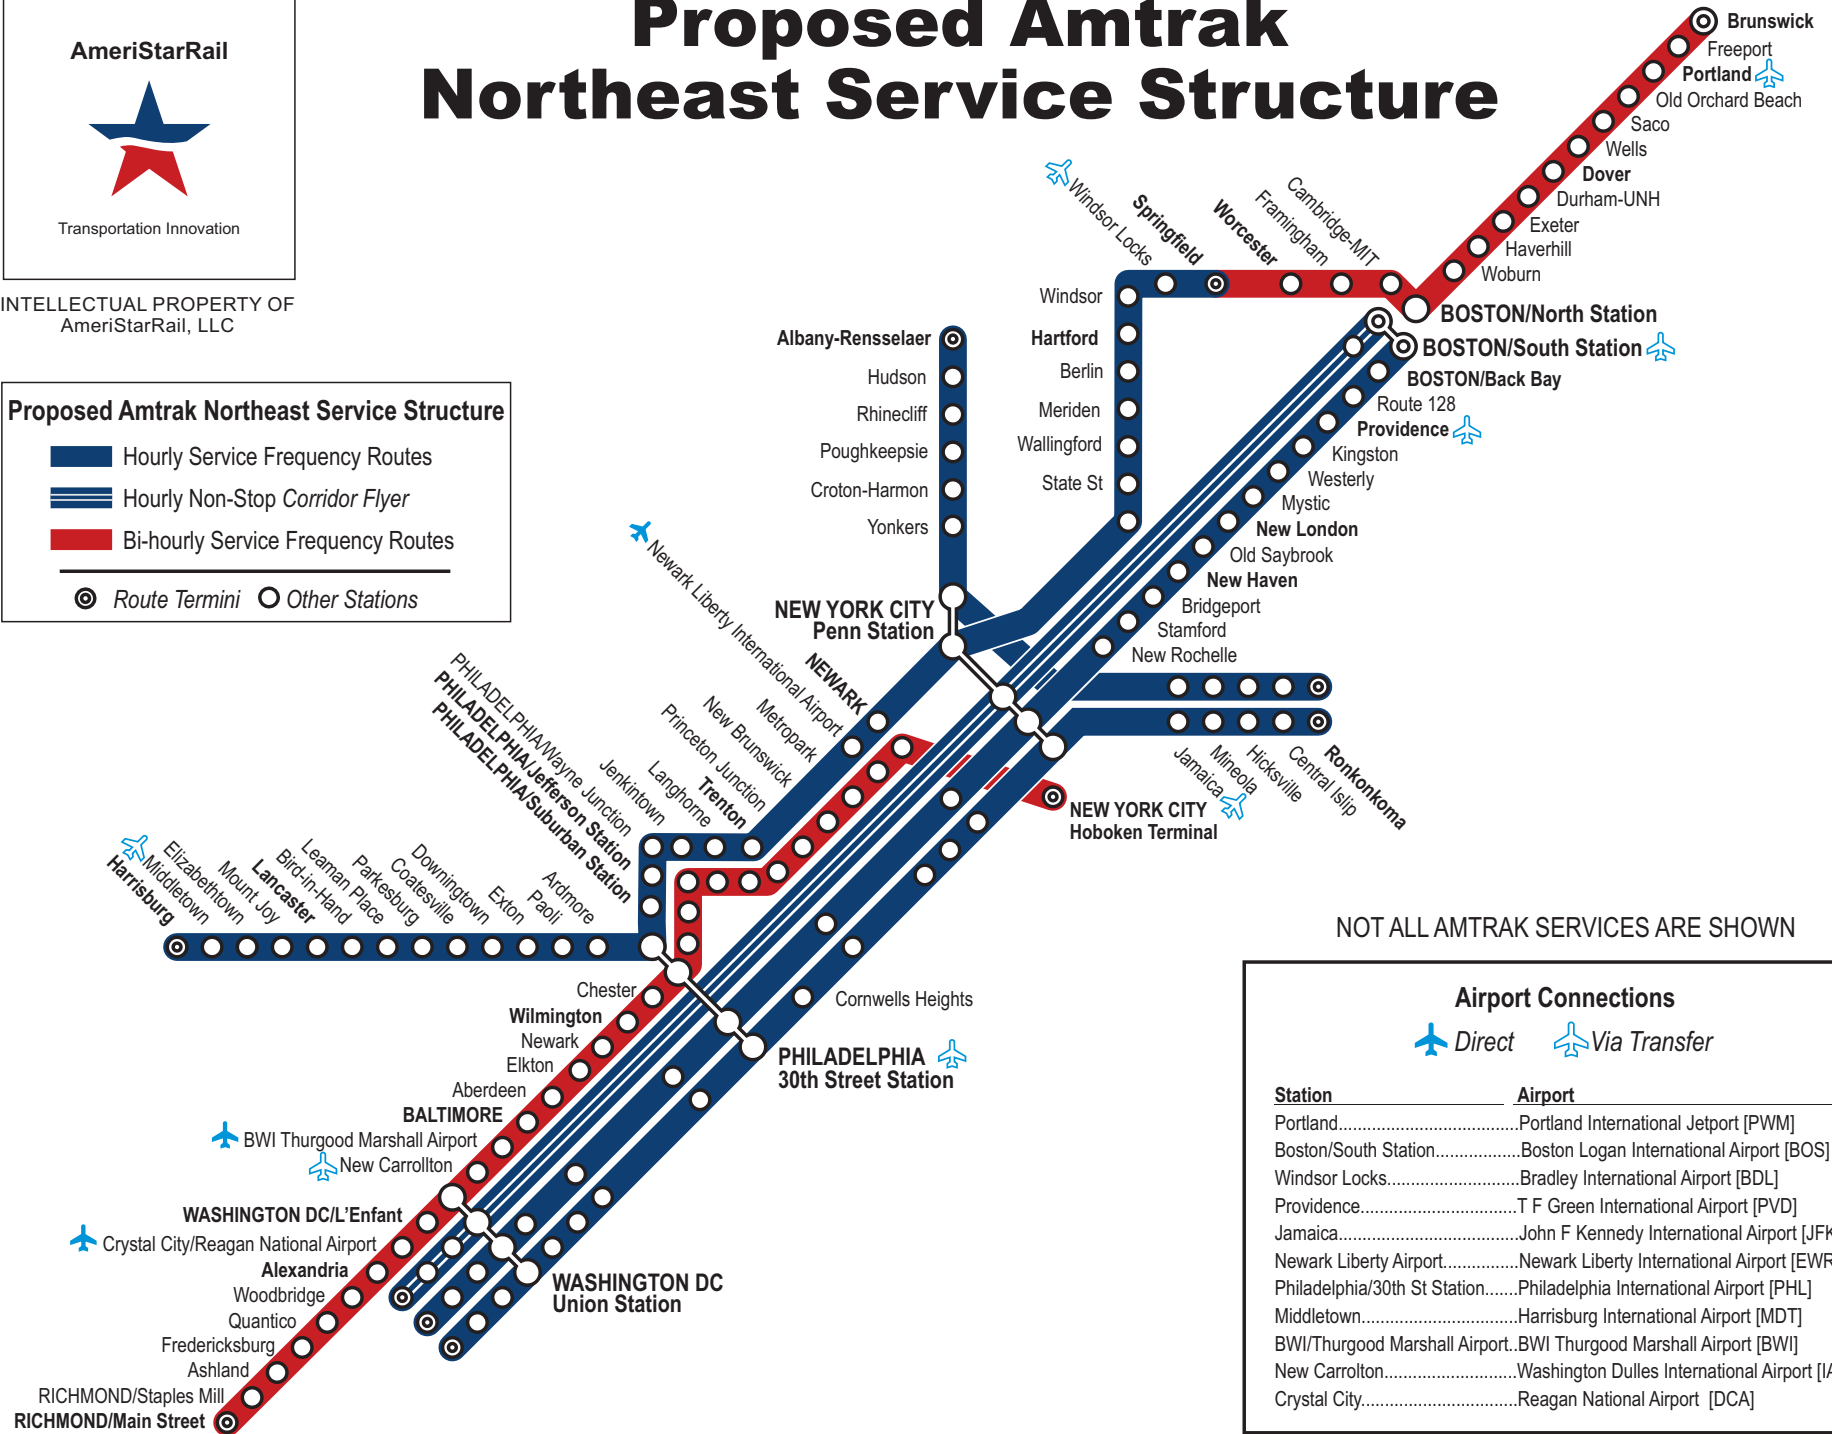 Proposed Amtrak
Northeast Service Structure
AmeriStarRail
Transportation Innovation
INTELLECTUAL PROPERTY OF
AmeriStarRail, LLC
Proposed Amtrak Northeast Service Structure
Hourly Service Frequency Routes
Hourly Non-Stop Corridor Flyer
Bi-hourly Service Frequency Routes
Route Termini
Other Stations
Brunswick
Freeport
Portland
Old Orchard Beach
Saco
Wells
Dover
Durham-UNH
Exeter
Haverhill
Woburn
BOSTON/North Station
BOSTON/South Station
BOSTON/Back Bay
Route 128
Providence
Kingston
Westerly
Mystic
New London
Old Saybrook
New Haven
Bridgeport
Stamford
New Rochelle
Cambridge-MIT
Framingham
Worcester
Springfield
Windsor Locks
Windsor
Hartford
Berlin
Meriden
Wallingford
State St
Albany-Rensselaer
Hudson
Rhinecliff
Poughkeepsie
Croton-Harmon
Yonkers
NEW YORK CITY
Penn Station
Jamaica
Mineola
Hicksville
Central Islip
Ronkonkoma
NEW YORK CITY
Hoboken Terminal
NEWARK
Newark Liberty International Airport
Metropark
New Brunswick
Princeton Junction
Trenton
Langhorne
Jenkintown
PHILADELPHIA/Wayne Junction
PHILADELPHIA/Jefferson Station
PHILADELPHIA/Suburban Station
Ardmore
Paoli
Exton
Downingtown
Coatesville
Parkesburg
Leaman Place
Bird-in-Hand
Lancaster
Mount Joy
Elizabethtown
Middletown
Harrisburg
Cornwells Heights
PHILADELPHIA
30th Street Station
Chester
Wilmington
Newark
Elkton
Aberdeen
BALTIMORE
BWI Thurgood Marshall Airport
New Carrollton
WASHINGTON DC
Union Station
WASHINGTON DC/L'Enfant
Crystal City/Reagan National Airport
Alexandria
Woodbridge
Quantico
Fredericksburg
Ashland
RICHMOND/Staples Mill
RICHMOND/Main Street
NOT ALL AMTRAK SERVICES ARE SHOWN
Airport Connections
Direct
Via Transfer
Station Airport
Portland......................................Portland International Jetport [PWM]
Boston/South Station..................Boston Logan International Airport [BOS]
Windsor Locks............................Bradley International Airport [BDL]
Providence.................................T F Green International Airport [PVD]
Jamaica......................................John F Kennedy International Airport [JFK
Newark Liberty Airport................Newark Liberty International Airport [EWR
Philadelphia/30th St Station.......Philadelphia International Airport [PHL]
Middletown.................................Harrisburg International Airport [MDT]
BWI/Thurgood Marshall Airport..BWI Thurgood Marshall Airport [BWI]
New Carrolton............................Washington Dulles International Airport [IA
Crystal City.................................Reagan National Airport [DCA]